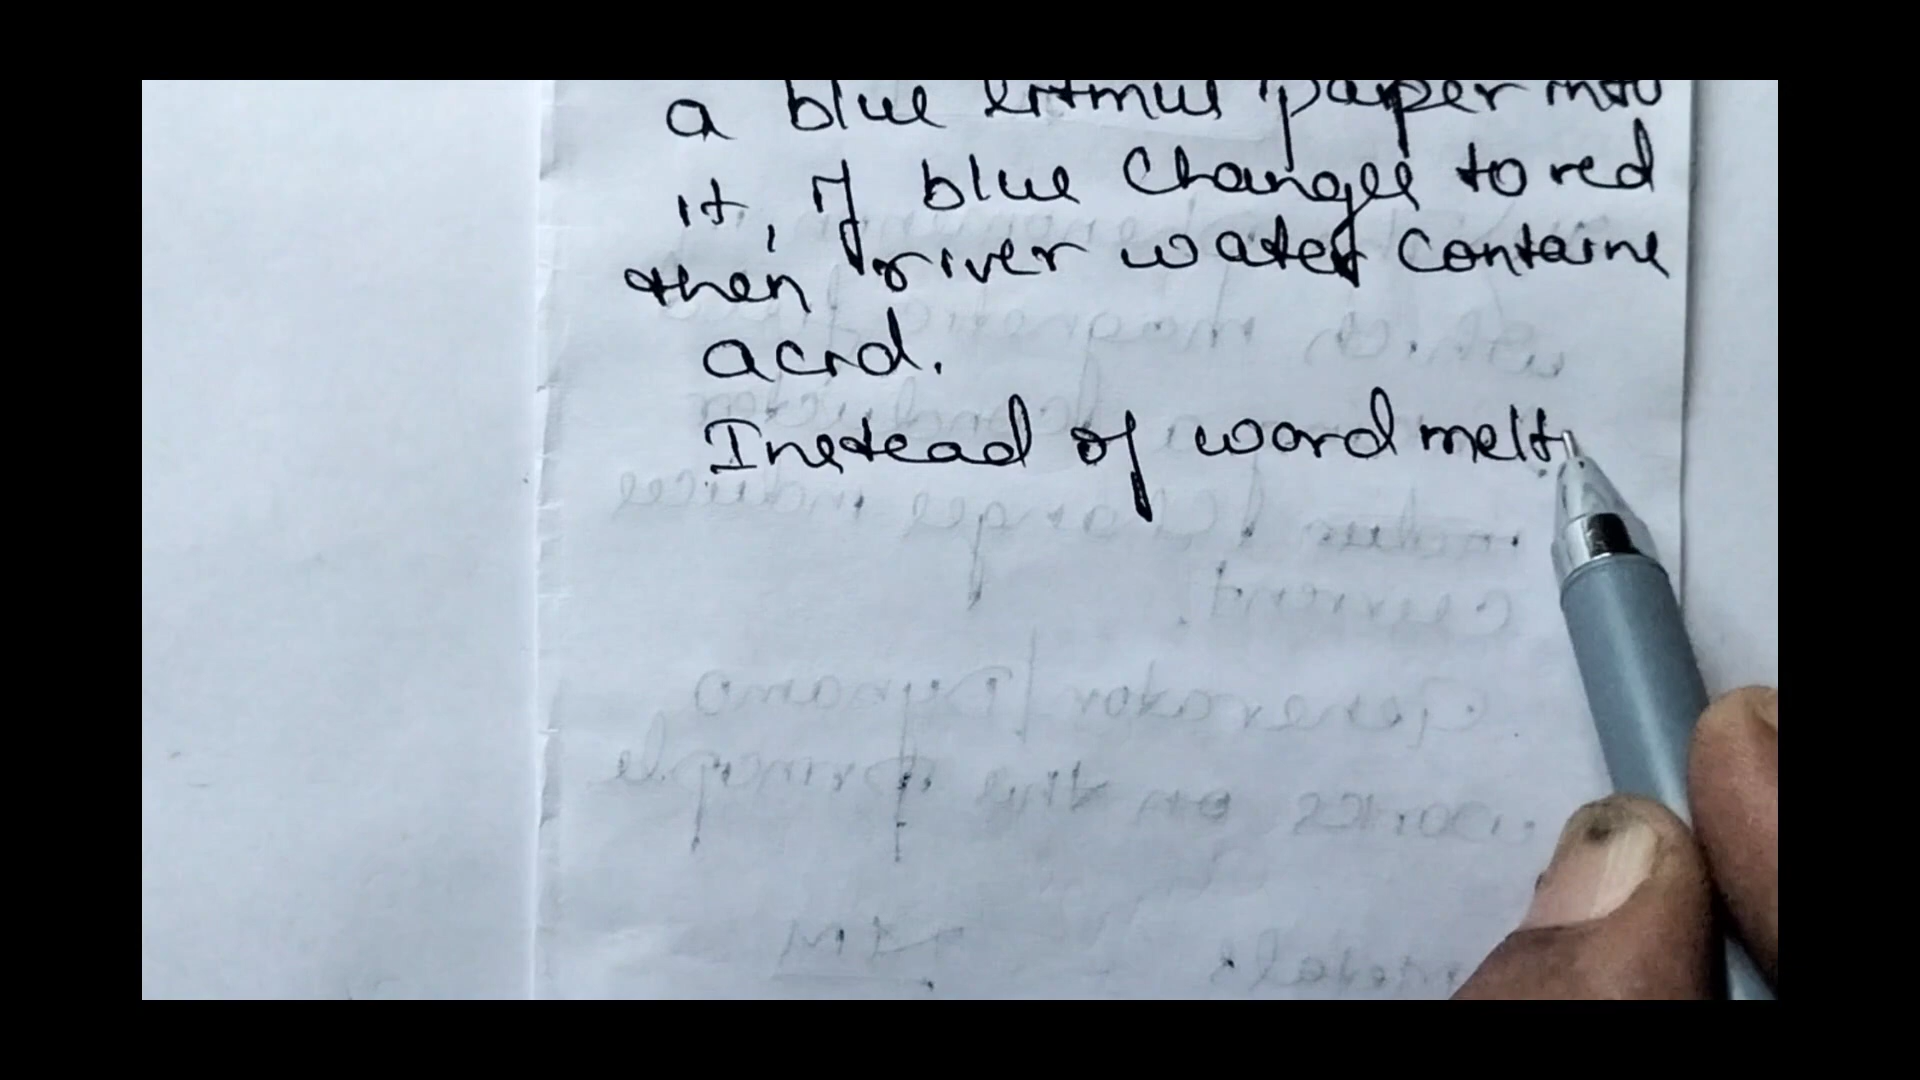 a blue litmus paper into
it, if blue changes to red
then river water contains
acid.
Instead of word melt